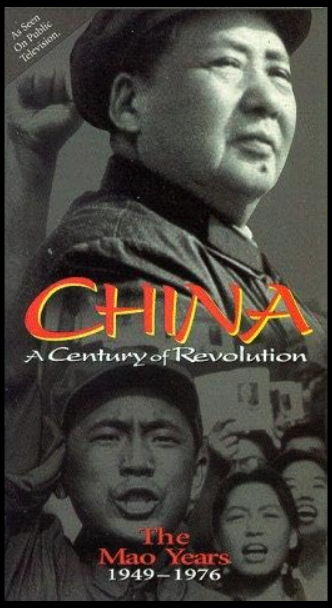 As Seen
On Public
Television.
CHINA
A Century of Revolution
The
Mao Years
1949–1976